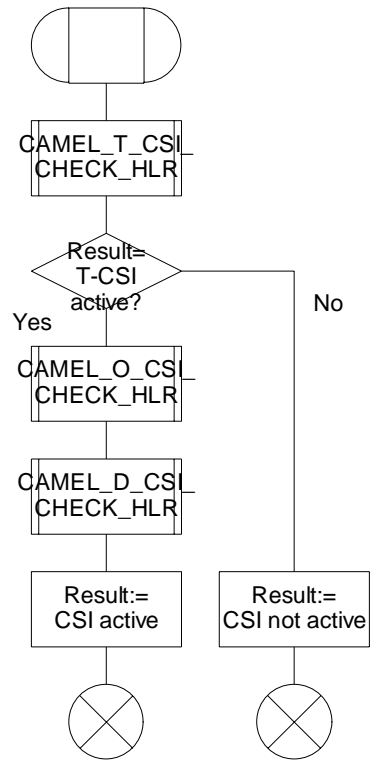 CAMEL_T_CSI_
CHECK_HLR
Result=
T-CSI
active?
Yes
No
CAMEL_O_CSI_
CHECK_HLR
CAMEL_D_CSI_
CHECK_HLR
Result:=
CSI active
Result:=
CSI not active